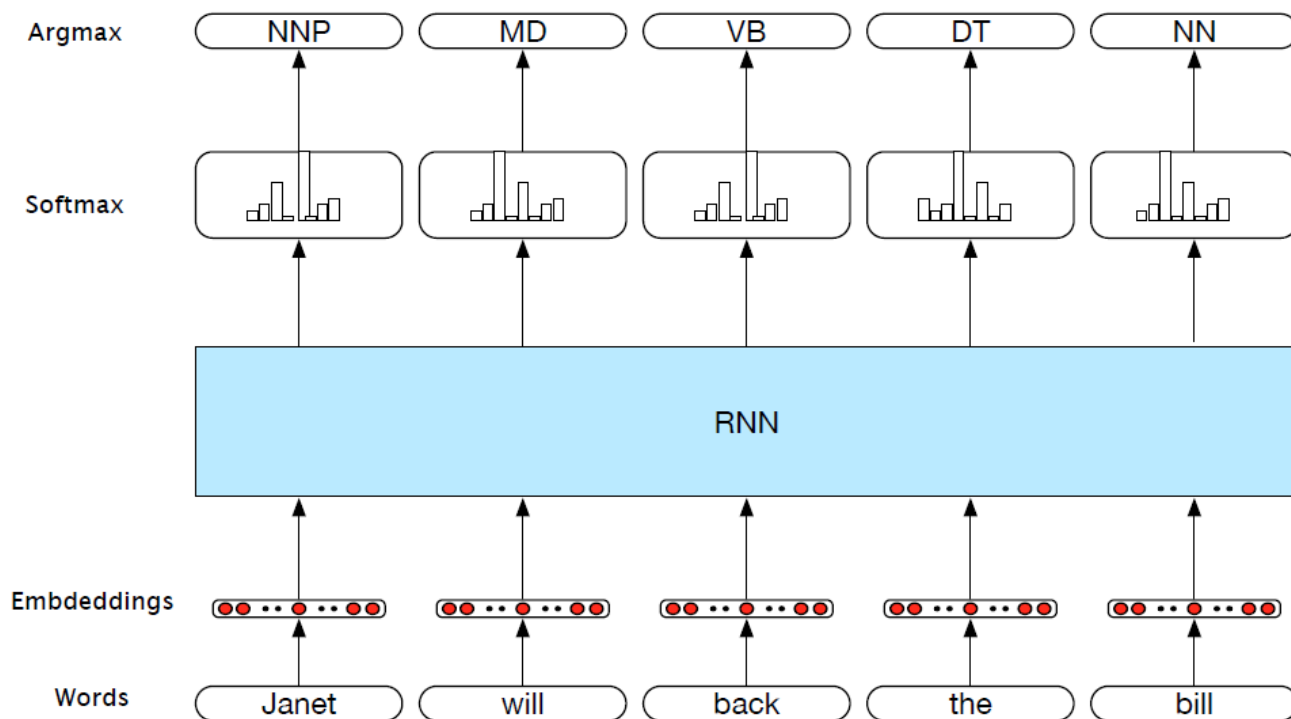 Argmax NNP MD VB DT NN
Softmax
RNN
Embdeddings
Words Janet will back the bill